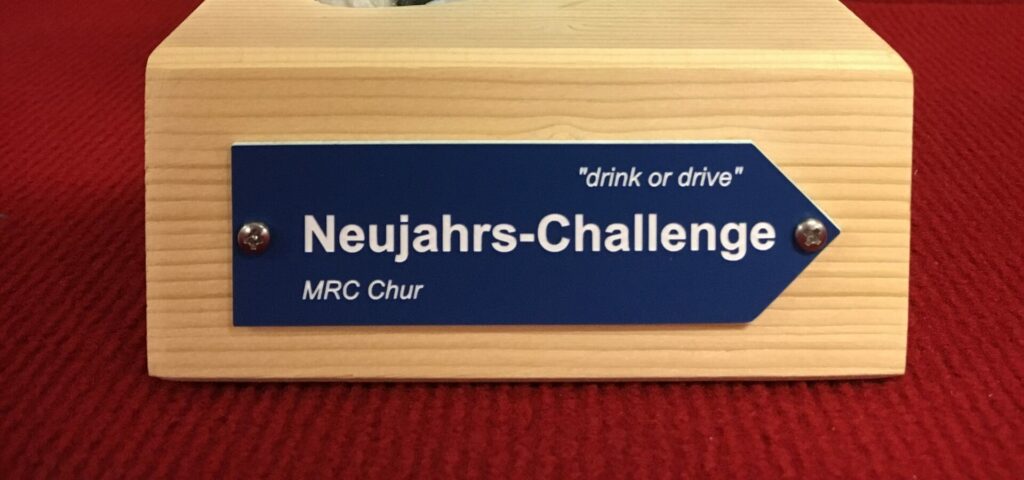 "drink or drive"
Neujahrs-Challenge
MRC Chur